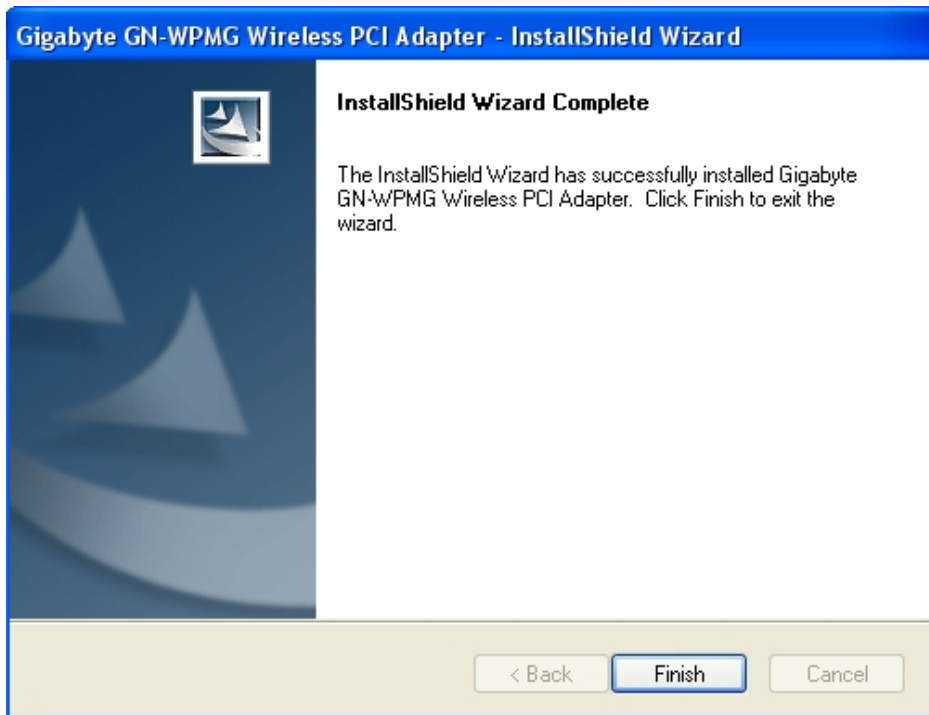 Gigabyte GN-WPMG Wireless PCI Adapter - InstallShield Wizard
InstallShield Wizard Complete
The InstallShield Wizard has successfully installed Gigabyte
GN-WPMG Wireless PCI Adapter. Click Finish to exit the
wizard.
< Back
Finish
Cancel